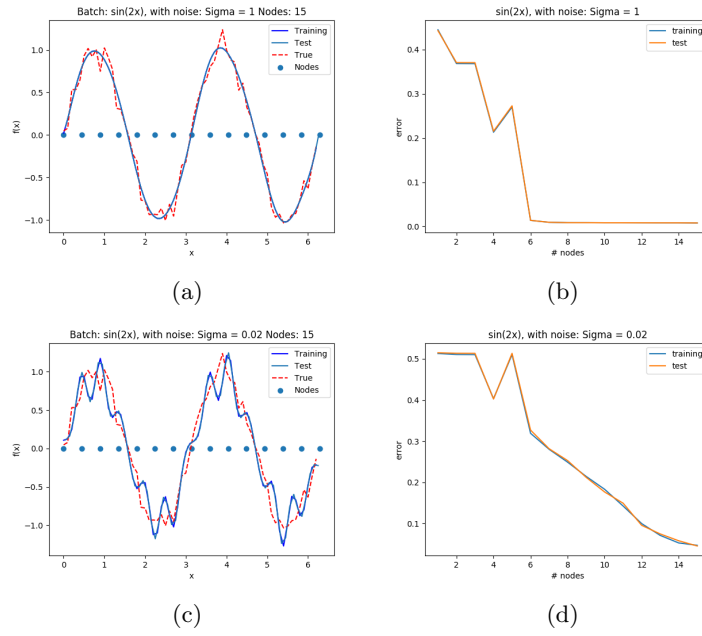 Batch: sin(2x), with noise: Sigma = 1 Nodes: 15
1.0
0.5
0.0
−0.5
−1.0
f(x)
0 1 2 3 4 5 6
x
Training
Test
True
Nodes
(a)
sin(2x), with noise: Sigma = 1
0.4
0.3
0.2
0.1
0.0
error
2 4 6 8 10 12 14
# nodes
training
test
(b)
Batch: sin(2x), with noise: Sigma = 0.02 Nodes: 15
1.0
0.5
0.0
−0.5
−1.0
f(x)
0 1 2 3 4 5 6
x
Training
Test
True
Nodes
(c)
sin(2x), with noise: Sigma = 0.02
0.5
0.4
0.3
0.2
0.1
error
2 4 6 8 10 12 14
# nodes
training
test
(d)